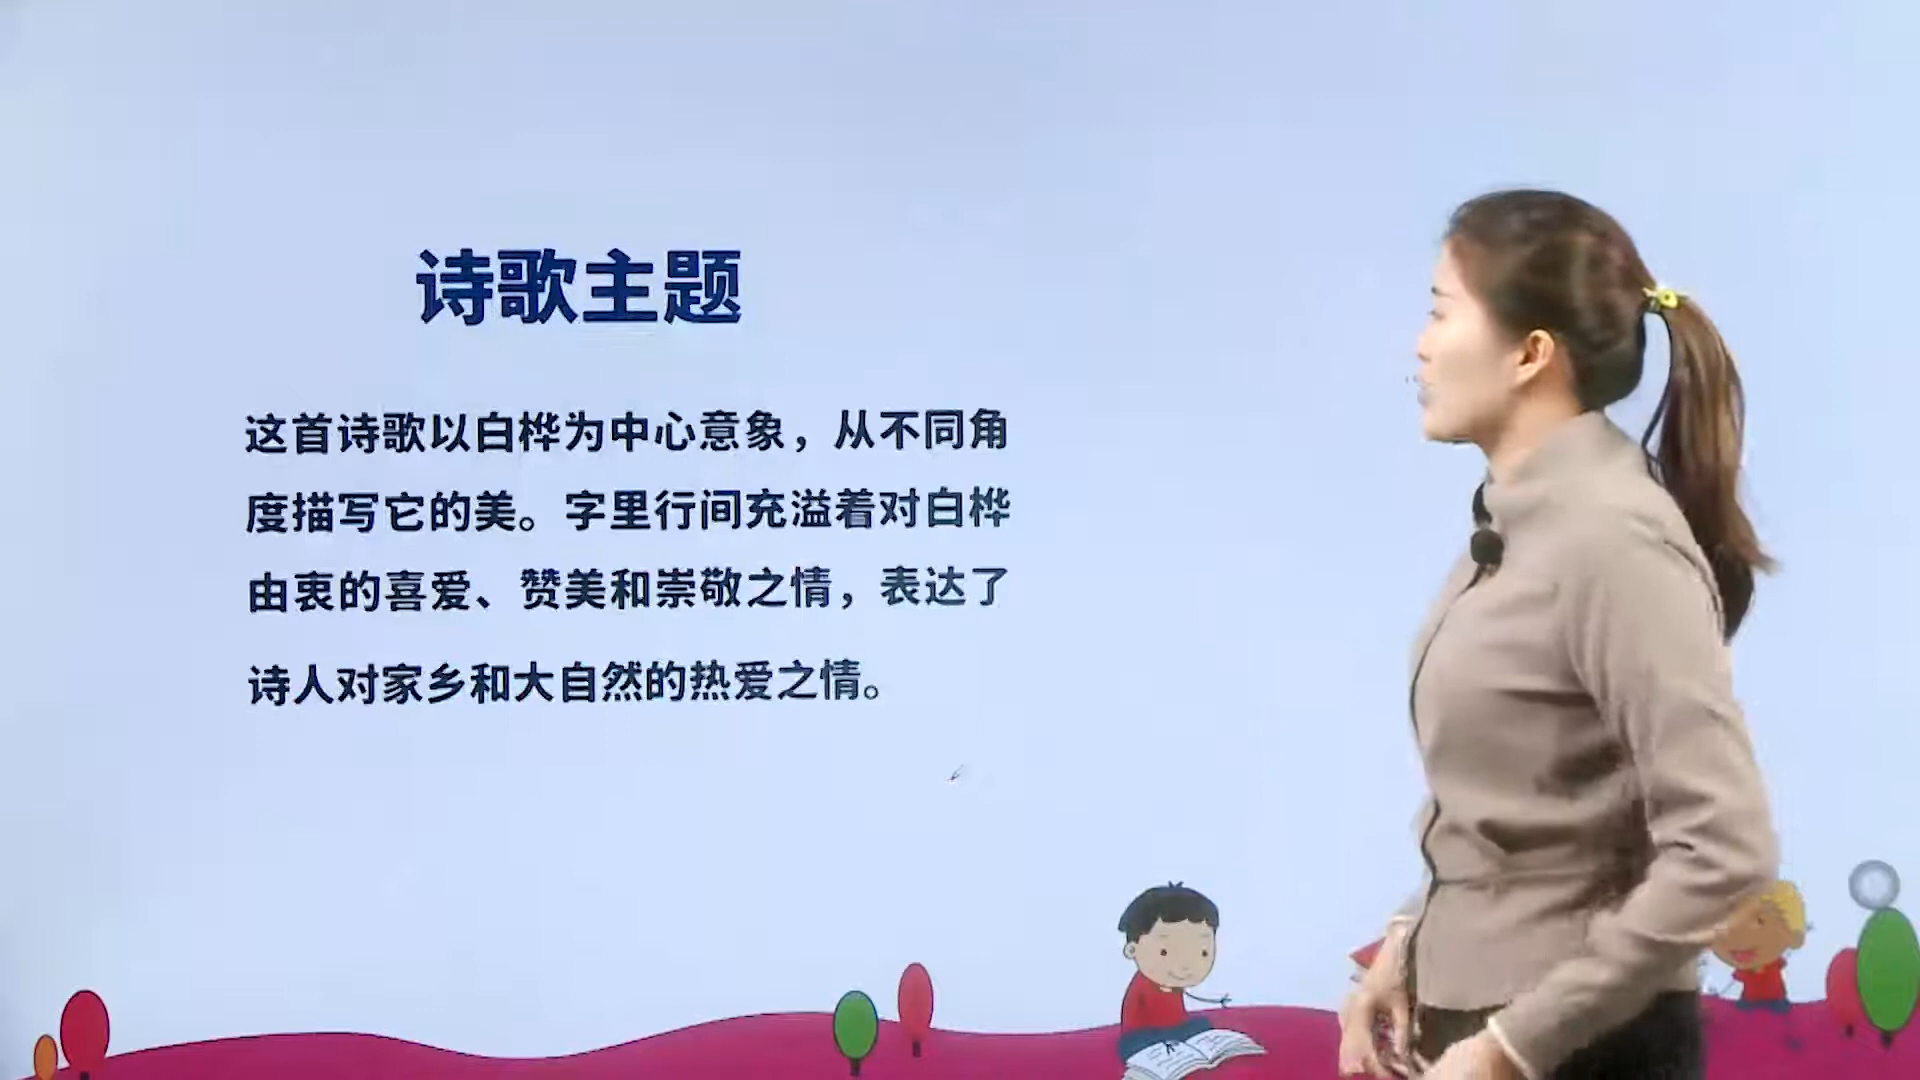 诗歌主题
这首诗歌以白桦为中心意象，从不同角
度描写它的美。字里行间充溢着对白桦
由衷的喜爱、赞美和崇敬之情，表达了
诗人对家乡和大自然的热爱之情。